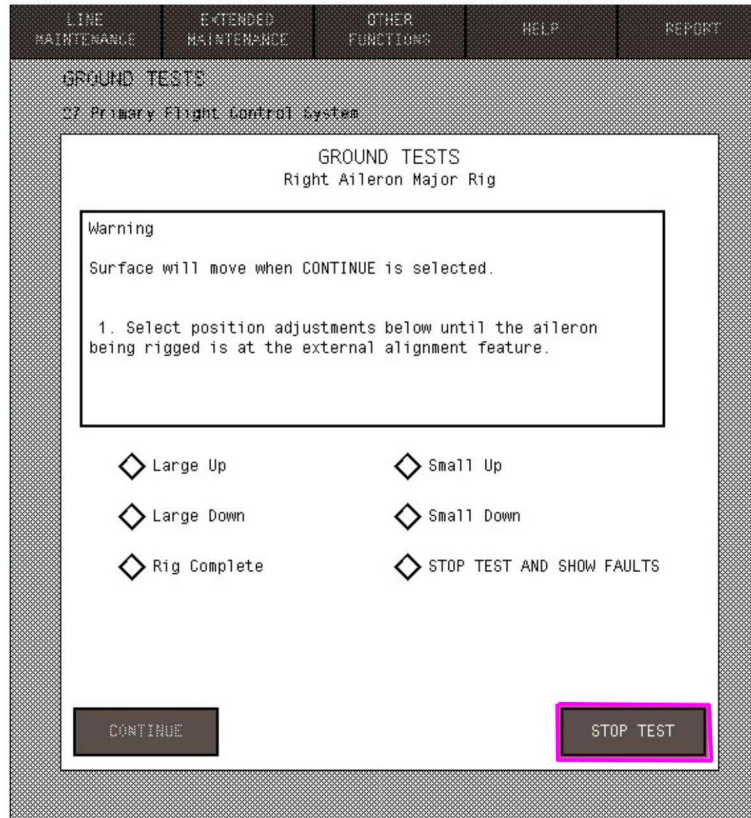 LINE MAINTENANCE
EXTENDED MAINTENANCE
OTHER FUNCTIONS
HELP
REPORT
GROUND TESTS
27 Primary Flight Control System
GROUND TESTS
Right Aileron Major Rig
Warning
Surface will move when CONTINUE is selected.
1. Select position adjustments below until the aileron
being rigged is at the external alignment feature.
Large Up
Small Up
Large Down
Small Down
Rig Complete
STOP TEST AND SHOW FAULTS
CONTINUE
STOP TEST